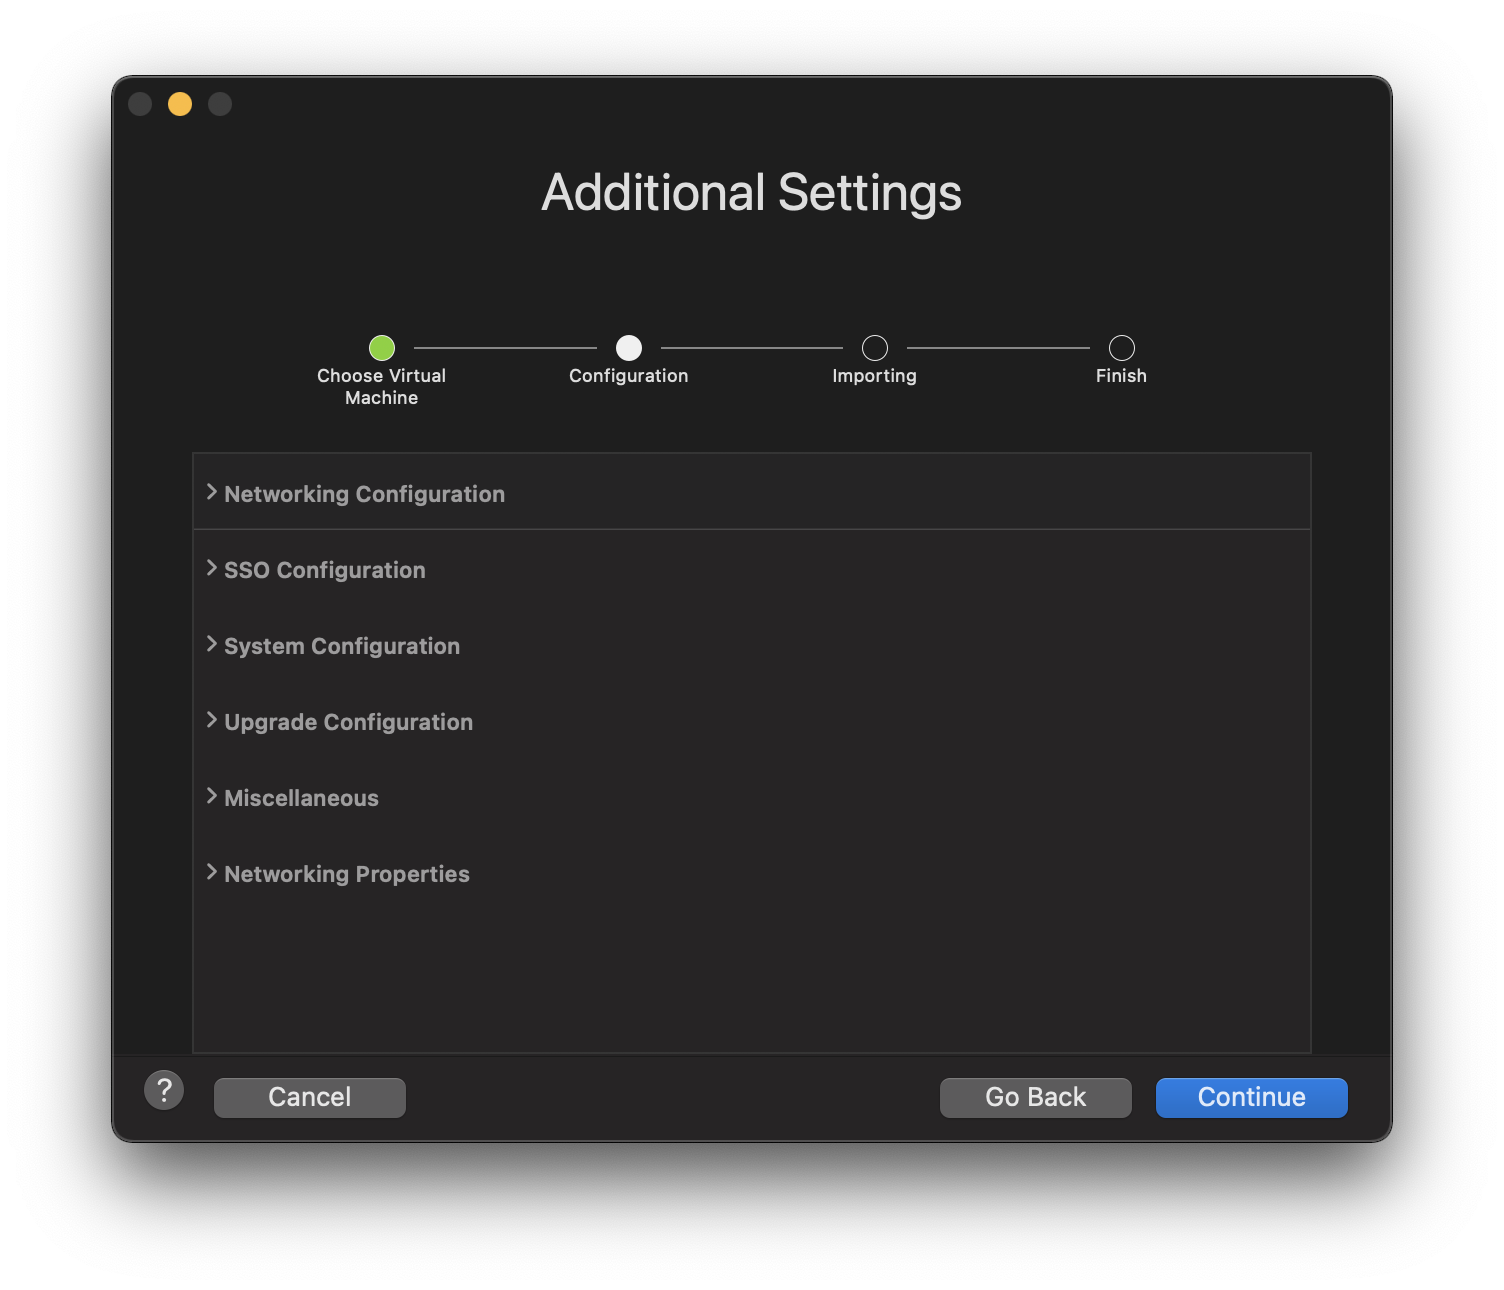 Additional Settings
Choose Virtual
Machine
Configuration
Importing
Finish
Networking Configuration
SSO Configuration
System Configuration
Upgrade Configuration
Miscellaneous
Networking Properties
?
Cancel
Go Back
Continue